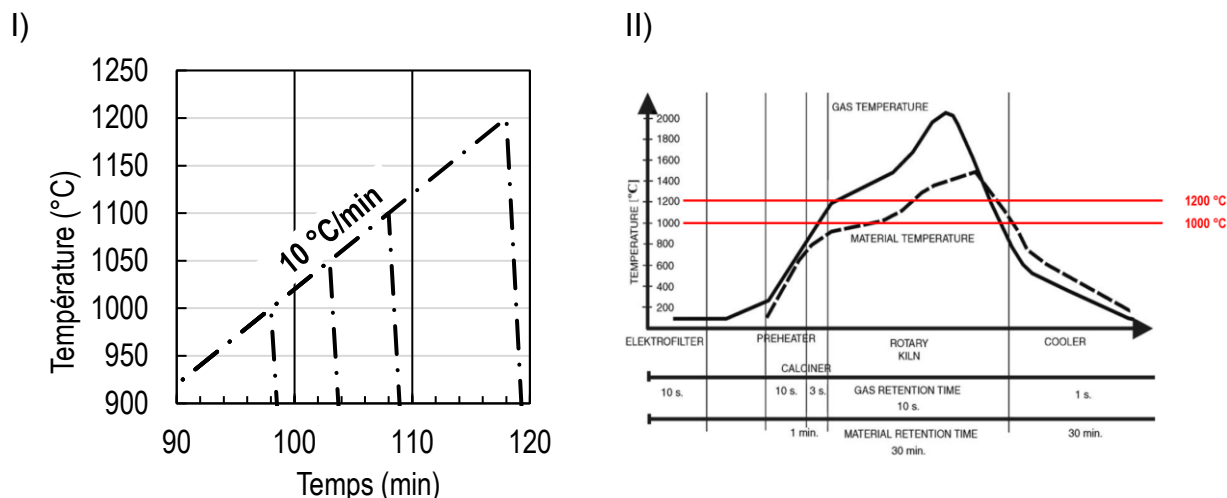 I)
II)
1250
1200
1150
1100
1050
1000
950
900
90
100
110
120
Température (°C)
Temps (min)
10 °C/min
GAS TEMPERATURE
TEMPERATURE [°C]
2000
1800
1600
1400
1200
1000
800
600
400
200
1200 °C
1000 °C
MATERIAL TEMPERATURE
ELEKTROFILTER
PREHEATER
ROTARY
KILN
COOLER
CALCINER
10 s.
10 s.
3 s.
GAS RETENTION TIME
10 s.
1 s.
1 min.
MATERIAL RETENTION TIME
30 min.
30 min.